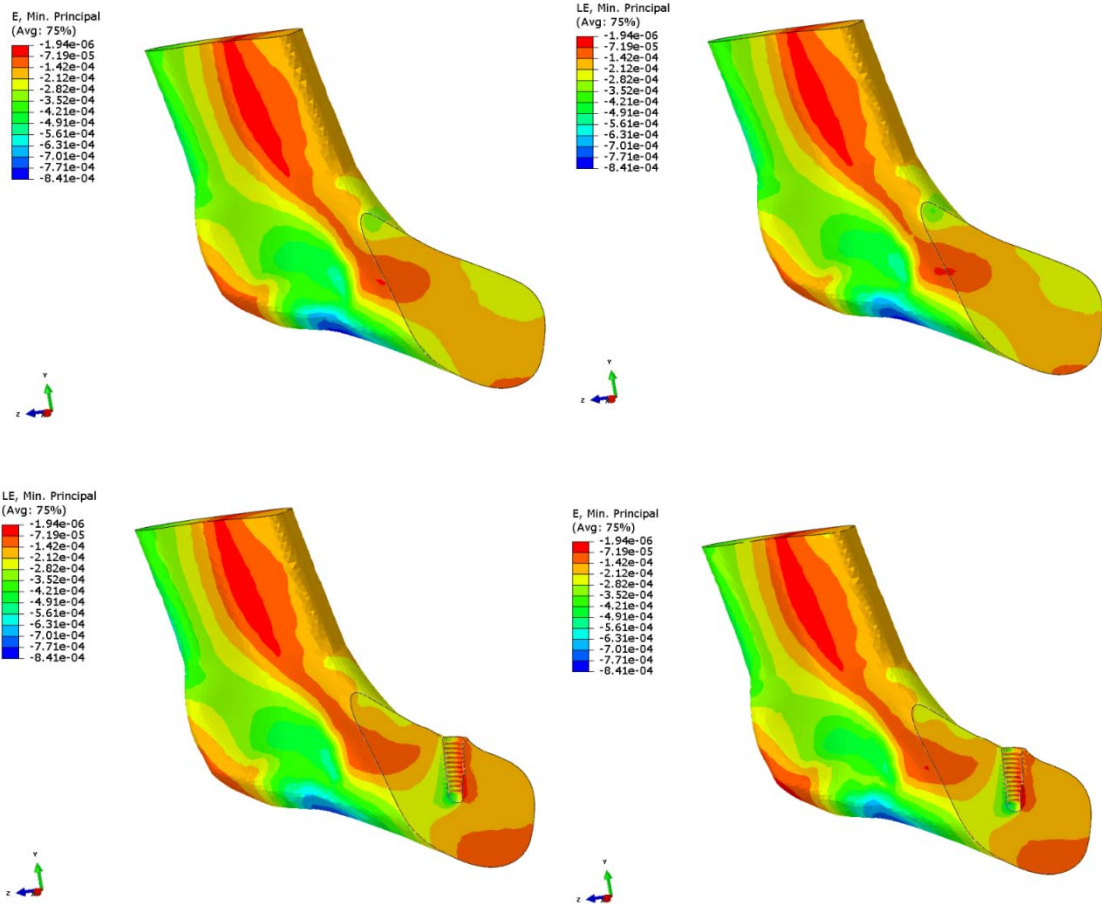 E, Min. Principal
(Avg: 75%)
-1.94e-06
-7.19e-05
-1.42e-04
-2.12e-04
-2.82e-04
-3.52e-04
-4.21e-04
-4.91e-04
-5.61e-04
-6.31e-04
-7.01e-04
-7.71e-04
-8.41e-04
Y
Z
LE, Min. Principal
(Avg: 75%)
-1.94e-06
-7.19e-05
-1.42e-04
-2.12e-04
-2.82e-04
-3.52e-04
-4.21e-04
-4.91e-04
-5.61e-04
-6.31e-04
-7.01e-04
-7.71e-04
-8.41e-04
Y
Z
LE, Min. Principal
(Avg: 75%)
-1.94e-06
-7.19e-05
-1.42e-04
-2.12e-04
-2.82e-04
-3.52e-04
-4.21e-04
-4.91e-04
-5.61e-04
-6.31e-04
-7.01e-04
-7.71e-04
-8.41e-04
Y
Z
E, Min. Principal
(Avg: 75%)
-1.94e-06
-7.19e-05
-1.42e-04
-2.12e-04
-2.82e-04
-3.52e-04
-4.21e-04
-4.91e-04
-5.61e-04
-6.31e-04
-7.01e-04
-7.71e-04
-8.41e-04
Y
Z